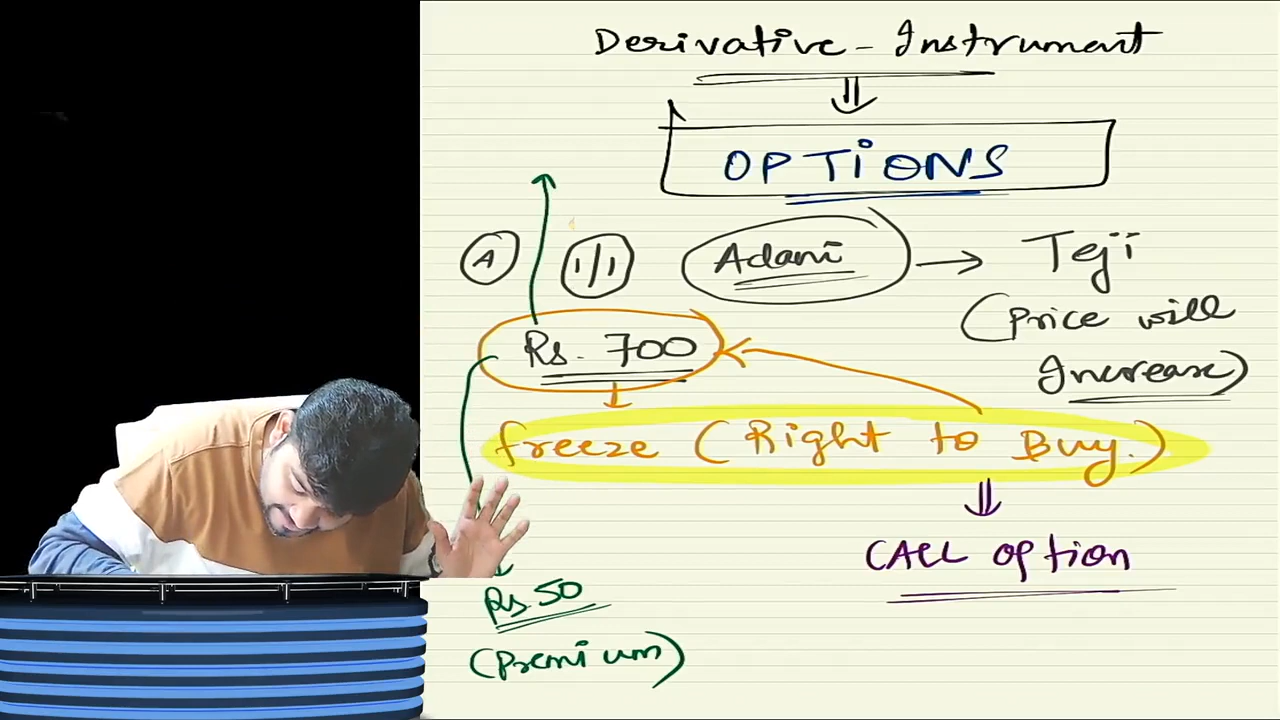 Derivative - Instrument
OPTIONS
A 1/1 Adani → Teji
(Price will
Increase)
Rs. 700
freeze (Right to Buy.)
CALL option
Rs. 50
(Premium)